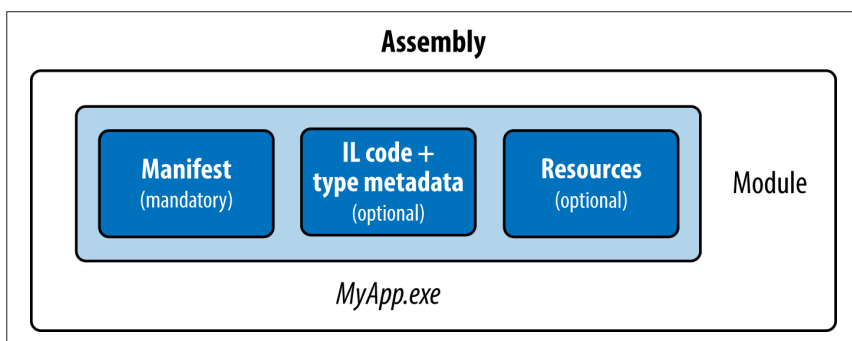 Assembly
Manifest
(mandatory)
IL code +
type metadata
(optional)
Resources
(optional)
Module
MyApp.exe